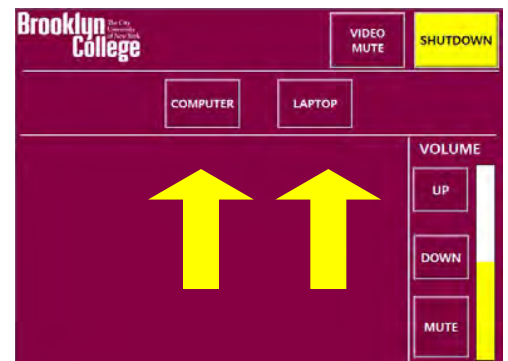 Brooklyn
College
The City
University
of New York
VIDEO
MUTE
SHUTDOWN
COMPUTER
LAPTOP
VOLUME
UP
DOWN
MUTE